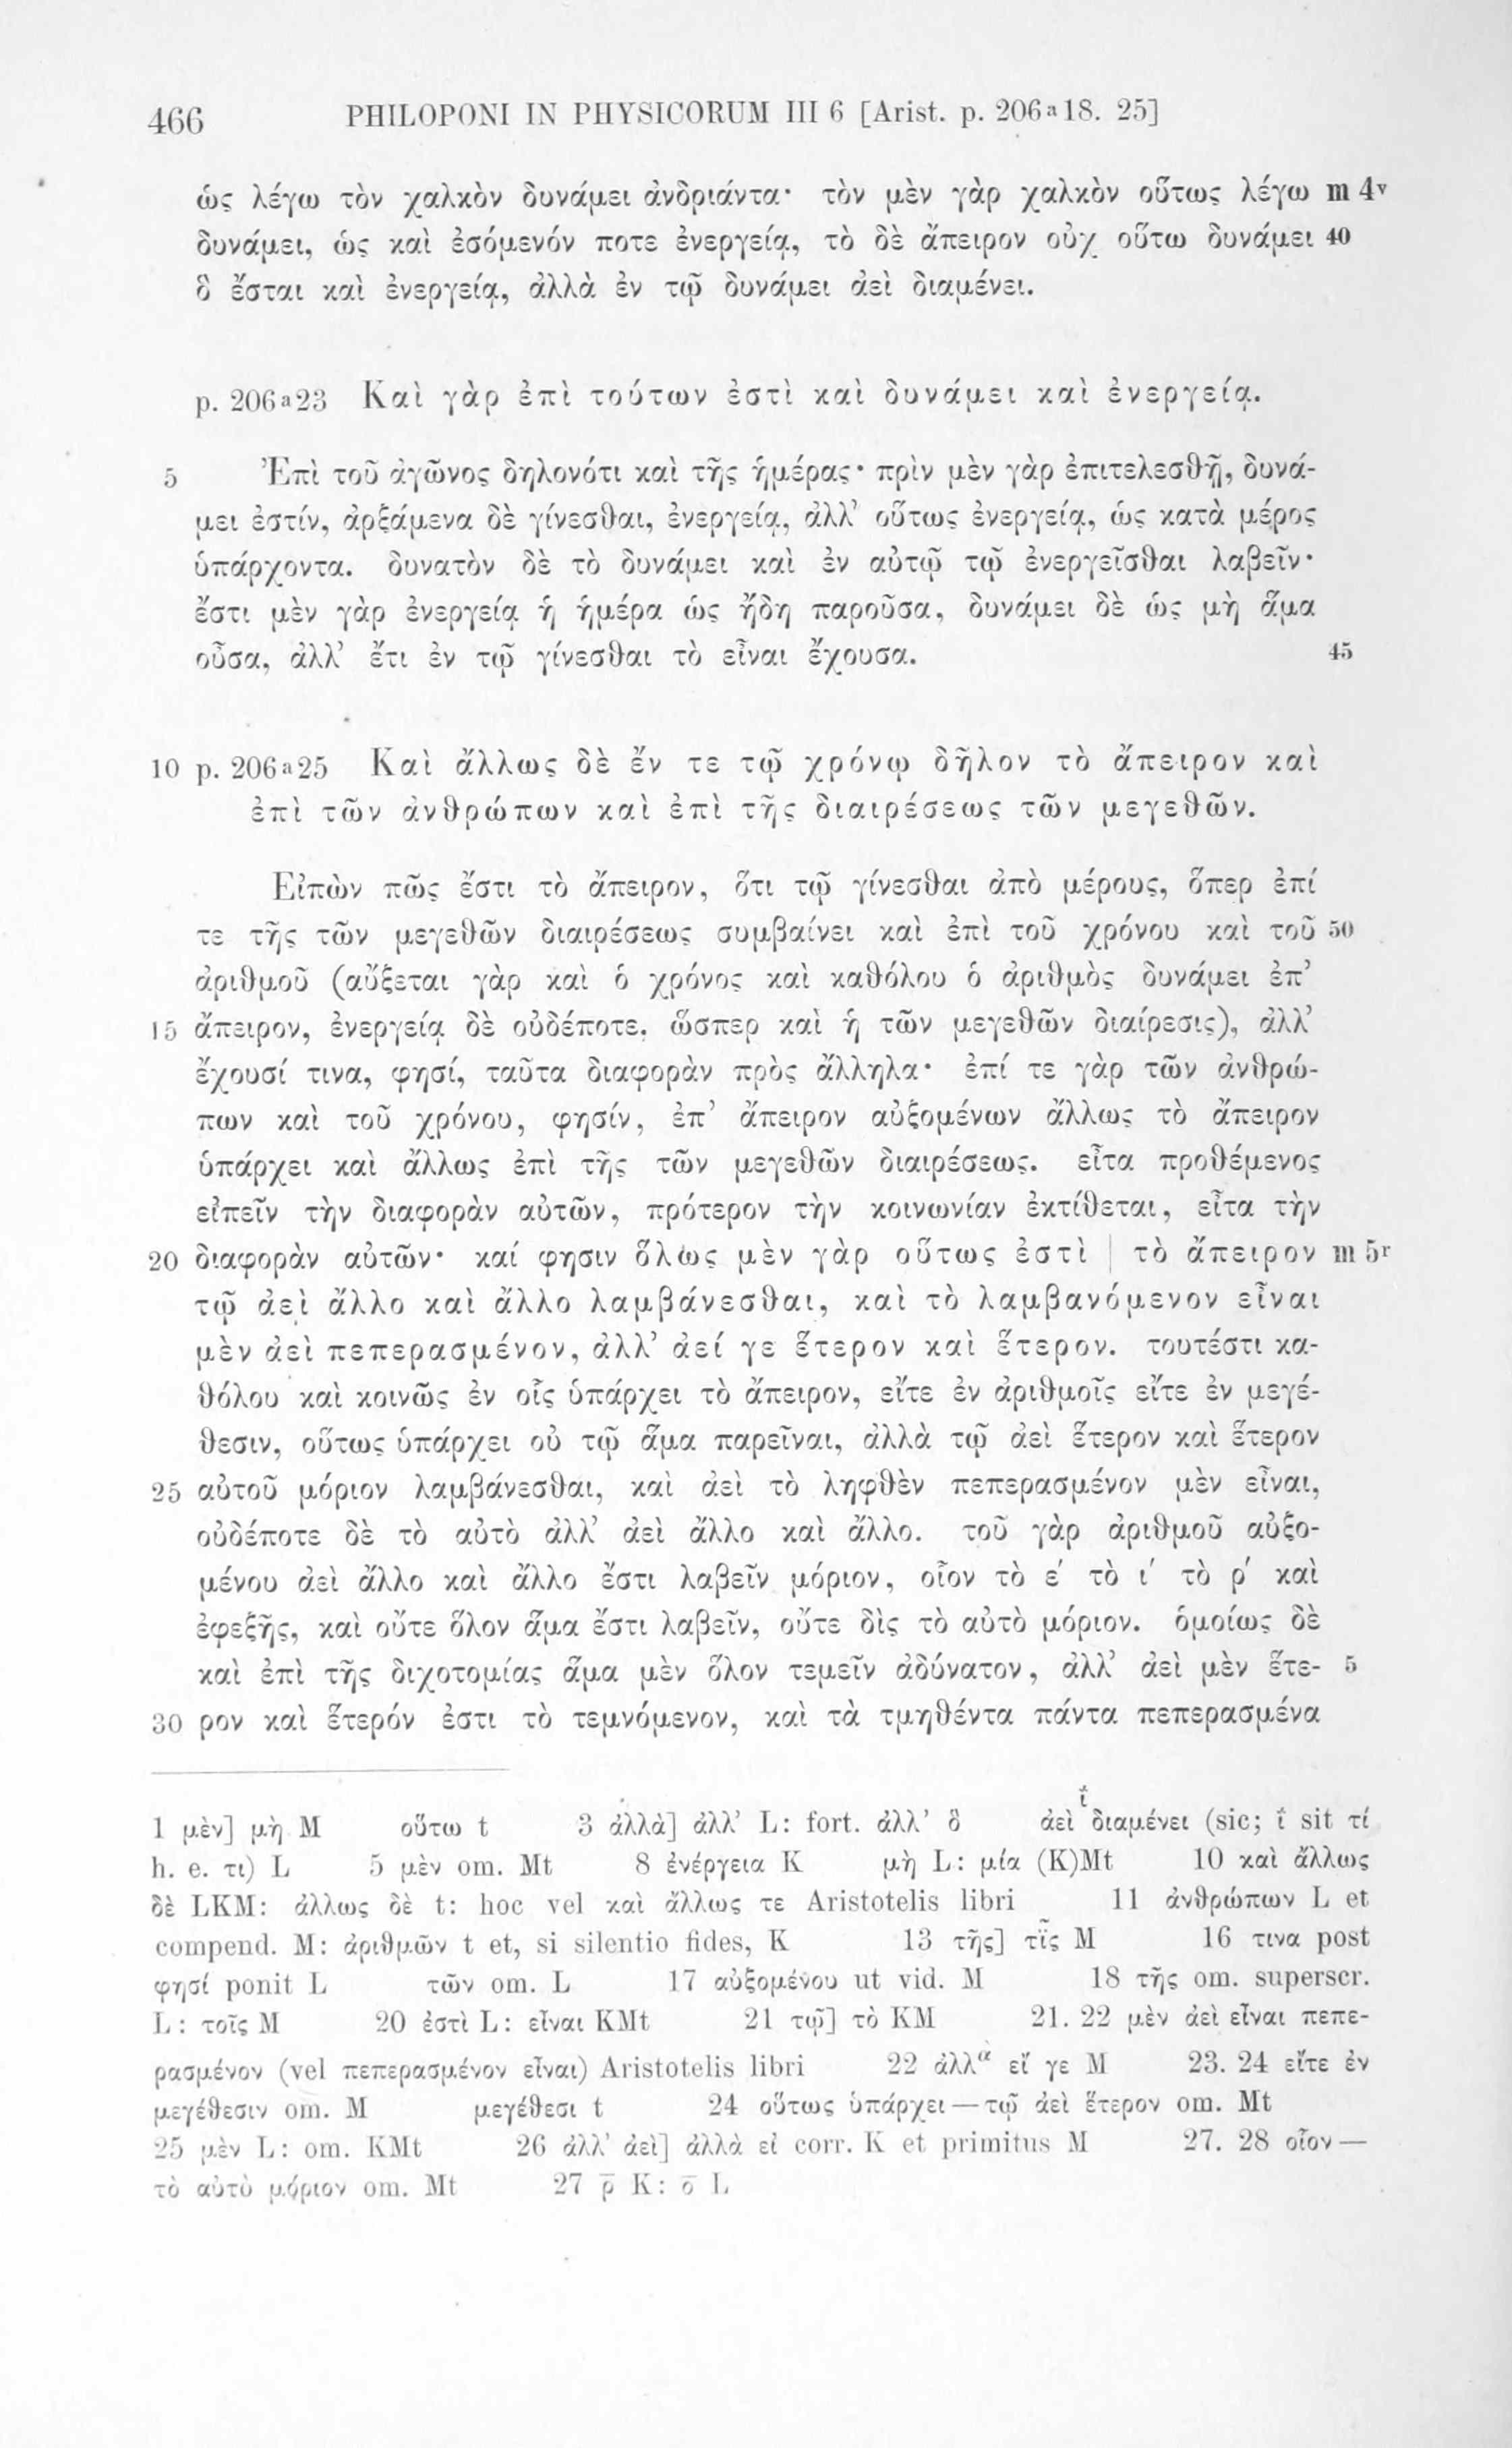 466 PHILOPONI IN PHYSICORUM III 6 [Arist. p. 206ª18. 25]
ὡς λέγω τὸν χαλκὸν δυνάμει ἀνδριάντα· τὸν μὲν γὰρ χαλκὸν οὕτως λέγω m 4ᵛ
δυνάμει, ὡς καὶ ἐσόμενόν ποτε ἐνεργείᾳ, τὸ δὲ ἄπειρον οὐχ οὕτω δυνάμει 40
ὃ ἔσται καὶ ἐνεργείᾳ, ἀλλὰ ἐν τῷ δυνάμει ἀεὶ διαμένει.
p. 206ª23 Καὶ γὰρ ἐπὶ τούτων ἐστὶ καὶ δυνάμει καὶ ἐνεργείᾳ.
5 Ἐπὶ τοῦ ἀγῶνος δηλονότι καὶ τῆς ἡμέρας· πρὶν μὲν γὰρ ἐπιτελεσθῇ, δυνά-
μει ἐστίν, ἀρξάμενα δὲ γίνεσθαι, ἐνεργείᾳ, ἀλλ’ οὕτως ἐνεργείᾳ, ὡς κατὰ μέρος
ὑπάρχοντα. δυνατὸν δὲ τὸ δυνάμει καὶ ἐν αὐτῷ τῷ ἐνεργεῖσθαι λαβεῖν·
ἔστι μὲν γὰρ ἐνεργείᾳ ἡ ἡμέρα ὡς ἤδη παροῦσα, δυνάμει δὲ ὡς μὴ ἅμα
οὖσα, ἀλλ’ ἔτι ἐν τῷ γίνεσθαι τὸ εἶναι ἔχουσα. 45
10 p. 206ª25 Καὶ ἄλλως δὲ ἔν τε τῷ χρόνῳ δῆλον τὸ ἄπειρον καὶ
ἐπὶ τῶν ἀνθρώπων καὶ ἐπὶ τῆς διαιρέσεως τῶν μεγεθῶν.
Εἰπὼν πῶς ἔστι τὸ ἄπειρον, ὅτι τῷ γίνεσθαι ἀπὸ μέρους, ὅπερ ἐπί
τε τῆς τῶν μεγεθῶν διαιρέσεως συμβαίνει καὶ ἐπὶ τοῦ χρόνου καὶ τοῦ 50
ἀριθμοῦ (αὔξεται γὰρ καὶ ὁ χρόνος καὶ καθόλου ὁ ἀριθμὸς δυνάμει ἐπ’
15 ἄπειρον, ἐνεργείᾳ δὲ οὐδέποτε, ὥσπερ καὶ ἡ τῶν μεγεθῶν διαίρεσις), ἀλλ’
ἔχουσί τινα, φησί, ταῦτα διαφορὰν πρὸς ἄλληλα· ἐπί τε γὰρ τῶν ἀνθρώ-
πων καὶ τοῦ χρόνου, φησίν, ἐπ’ ἄπειρον αὐξομένων ἄλλως τὸ ἄπειρον
ὑπάρχει καὶ ἄλλως ἐπὶ τῆς τῶν μεγεθῶν διαιρέσεως. εἶτα προθέμενος
εἰπεῖν τὴν διαφορὰν αὐτῶν, πρότερον τὴν κοινωνίαν ἐκτίθεται, εἶτα τὴν
20 διαφορὰν αὐτῶν· καί φησιν ὅλως μὲν γὰρ οὕτως ἐστὶ | τὸ ἄπειρον m 5ʳ
τῷ ἀεὶ ἄλλο καὶ ἄλλο λαμβάνεσθαι, καὶ τὸ λαμβανόμενον εἶναι
μὲν ἀεὶ πεπερασμένον, ἀλλ’ ἀεί γε ἕτερον καὶ ἕτερον. τουτέστι κα-
θόλου καὶ κοινῶς ἐν οἷς ὑπάρχει τὸ ἄπειρον, εἴτε ἐν ἀριθμοῖς εἴτε ἐν μεγέ-
θεσιν, οὕτως ὑπάρχει οὐ τῷ ἅμα παρεῖναι, ἀλλὰ τῷ ἀεὶ ἕτερον καὶ ἕτερον
25 αὐτοῦ μόριον λαμβάνεσθαι, καὶ ἀεὶ τὸ ληφθὲν πεπερασμένον μὲν εἶναι,
οὐδέποτε δὲ τὸ αὐτὸ ἀλλ’ ἀεὶ ἄλλο καὶ ἄλλο. τοῦ γὰρ ἀριθμοῦ αὐξο-
μένου ἀεὶ ἄλλο καὶ ἄλλο ἔστι λαβεῖν μόριον, οἷον τὸ ε′ τὸ ι′ τὸ ρ′ καὶ
ἐφεξῆς, καὶ οὔτε ὅλον ἅμα ἔστι λαβεῖν, οὔτε δὶς τὸ αὐτὸ μόριον. ὁμοίως δὲ
καὶ ἐπὶ τῆς διχοτομίας ἅμα μὲν ὅλον τεμεῖν ἀδύνατον, ἀλλ’ ἀεὶ μὲν ἕτε- 5
30 ρον καὶ ἕτερόν ἐστι τὸ τεμνόμενον, καὶ τὰ τμηθέντα πάντα πεπερασμένα
1 μὲν] μὴ M οὕτω t 3 ἀλλὰ] ἀλλ’ L: fort. ἀλλ’ ὃ ἀεὶ ἵ διαμένει (sic; ἵ sit τί
h. e. τι) L 5 μὲν om. Mt 8 ἐνέργεια K μὴ L: μία (K)Mt 10 καὶ ἄλλως
δὲ LKM: ἄλλως δὲ t: hoc vel καὶ ἄλλως τε Aristotelis libri 11 ἀνθρώπων L et
compend. M: ἀριθμῶν t et, si silentio fides, K 13 τῆς] τῖς M 16 τινα post
φησί ponit L τῶν om. L 17 αὐξομένου ut vid. M 18 τῆς om. superscr.
L: τοῖς M 20 ἐστὶ L: εἶναι KMt 21 τῷ] τὸ KM 21. 22 μὲν ἀεὶ εἶναι πεπε-
ρασμένον (vel πεπερασμένον εἶναι) Aristotelis libri 22 ἀλλᵅ εἴ γε M 23. 24 εἴτε ἐν
μεγέθεσιν om. M μεγέθεσι t 24 οὕτως ὑπάρχει — τῷ ἀεὶ ἕτερον om. Mt
25 μὲν L: om. KMt 26 ἀλλ’ ἀεὶ] ἀλλὰ εἰ corr. K et primitus M 27. 28 οἷον —
τὸ αὐτὸ μόριον om. Mt 27 ρ̄ K: ο̄ L